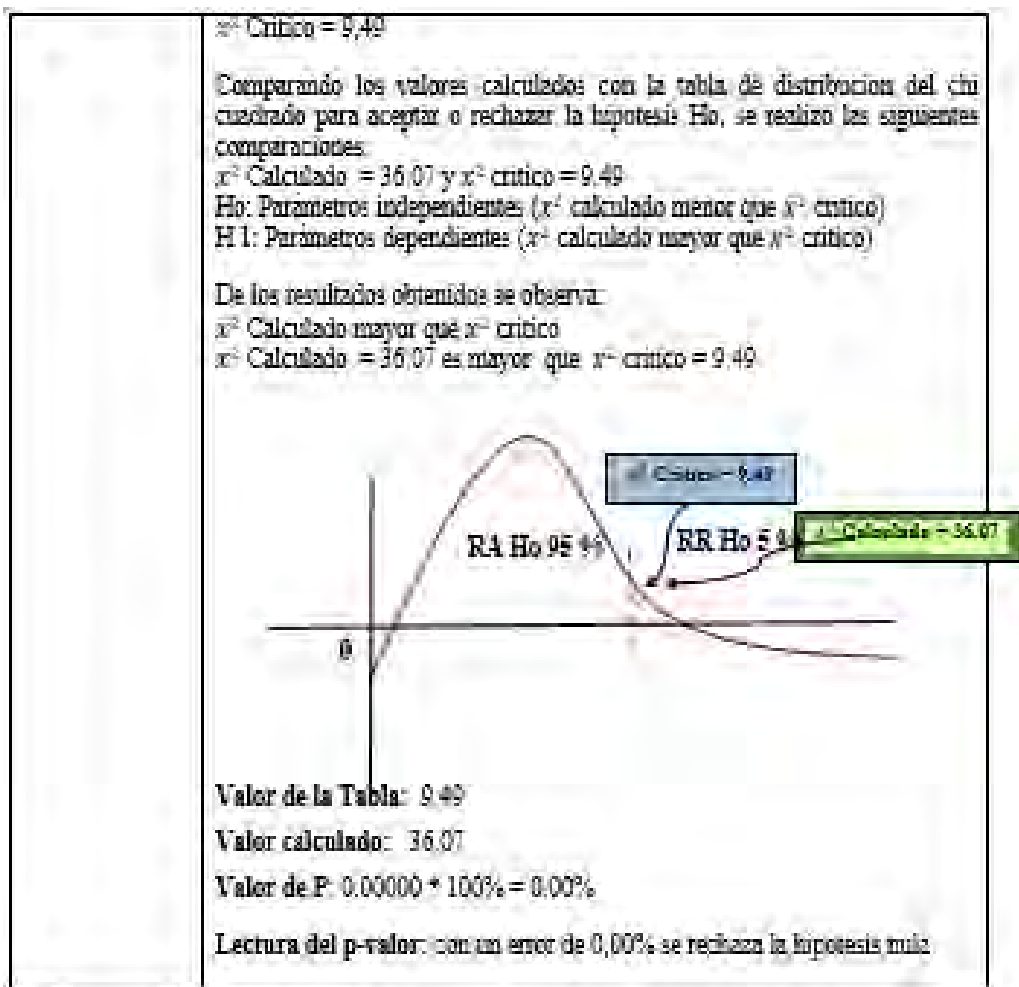 x² Critico = 9,49
Comparando los valores calculados con la tabla de distribucion del chi
cuadrado para aceptar o rechazar la hipotesis Ho, se realizo las siguientes
comparaciones:
x² Calculado = 36.07 y x² critico = 9.49
Ho: Parametros independientes (x² calculado menor que x² critico)
H 1: Parametros dependientes (x² calculado mayor que x² critico)
De los resultados obtenidos se observa:
x² Calculado mayor que x² critico
x² Calculado = 36.07 es mayor que x² critico = 9.49
x² Critico = 9,49
RA Ho 95 %
RR Ho 5 %
x² Calculado = 36.07
0
Valor de la Tabla: 9.49
Valor calculado: 36.07
Valor de P: 0.00000 * 100% = 0.00%
Lectura del p-valor: con un error de 0,00% se rechaza la hipotesis nula